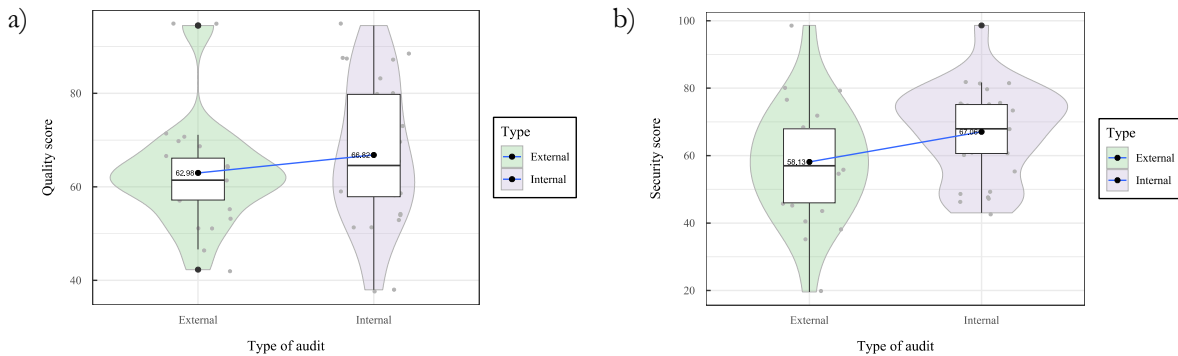 a)
Quality score
80
60
40
62.98
66.82
External
Internal
Type of audit
Type
External
Internal
b)
Security score
100
80
60
40
20
58.13
67.06
External
Internal
Type of audit
Type
External
Internal